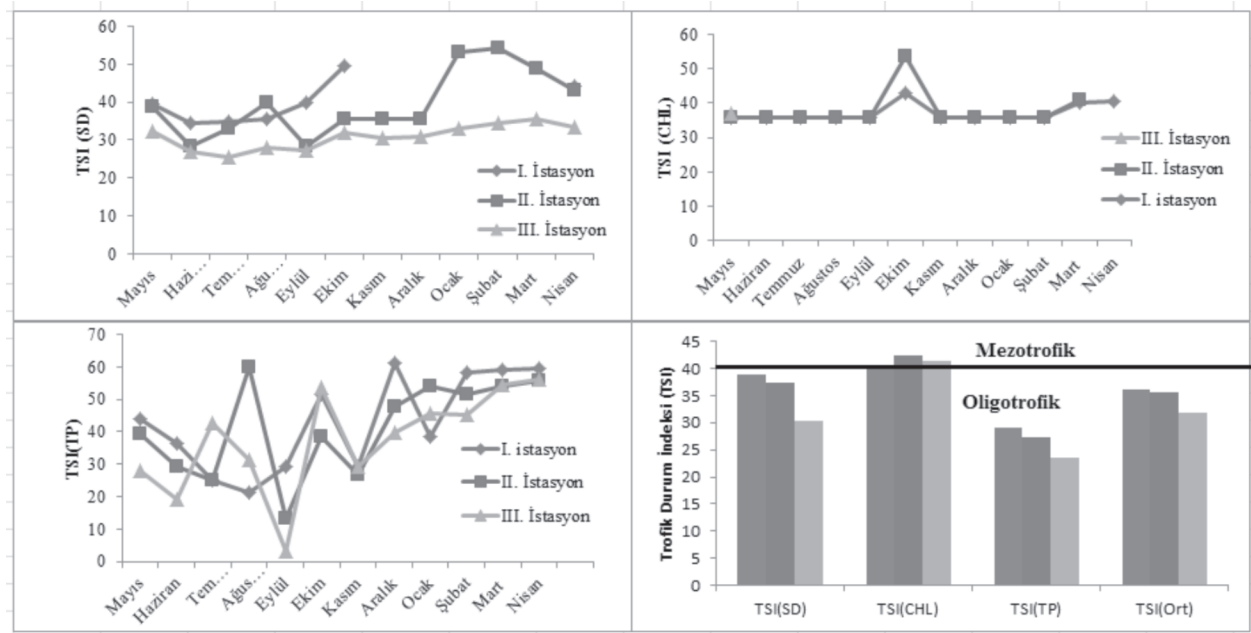 TSI (SD)
60
50
40
30
20
10
0
Mayıs
Hazi...
Tem...
Ağu...
Eylül
Ekim
Kasım
Aralık
Ocak
Şubat
Mart
Nisan
I. İstasyon
II. İstasyon
III. İstasyon
TSI (CHL)
60
50
40
30
20
10
0
Mayıs
Haziran
Temmuz
Ağustos
Eylül
Ekim
Kasım
Aralık
Ocak
Şubat
Mart
Nisan
III. İstasyon
II. İstasyon
I. istasyon
TSI(TP)
70
60
50
40
30
20
10
0
Mayıs
Haziran
Tem...
Ağus...
Eylül
Ekim
Kasım
Aralık
Ocak
Şubat
Mart
Nisan
I. istasyon
II. İstasyon
III. İstasyon
Trofik Durum İndeksi (TSI)
45
40
35
30
25
20
15
10
5
0
Mezotrofik
Oligotrofik
TSI(SD)
TSI(CHL)
TSI(TP)
TSI(Ort)